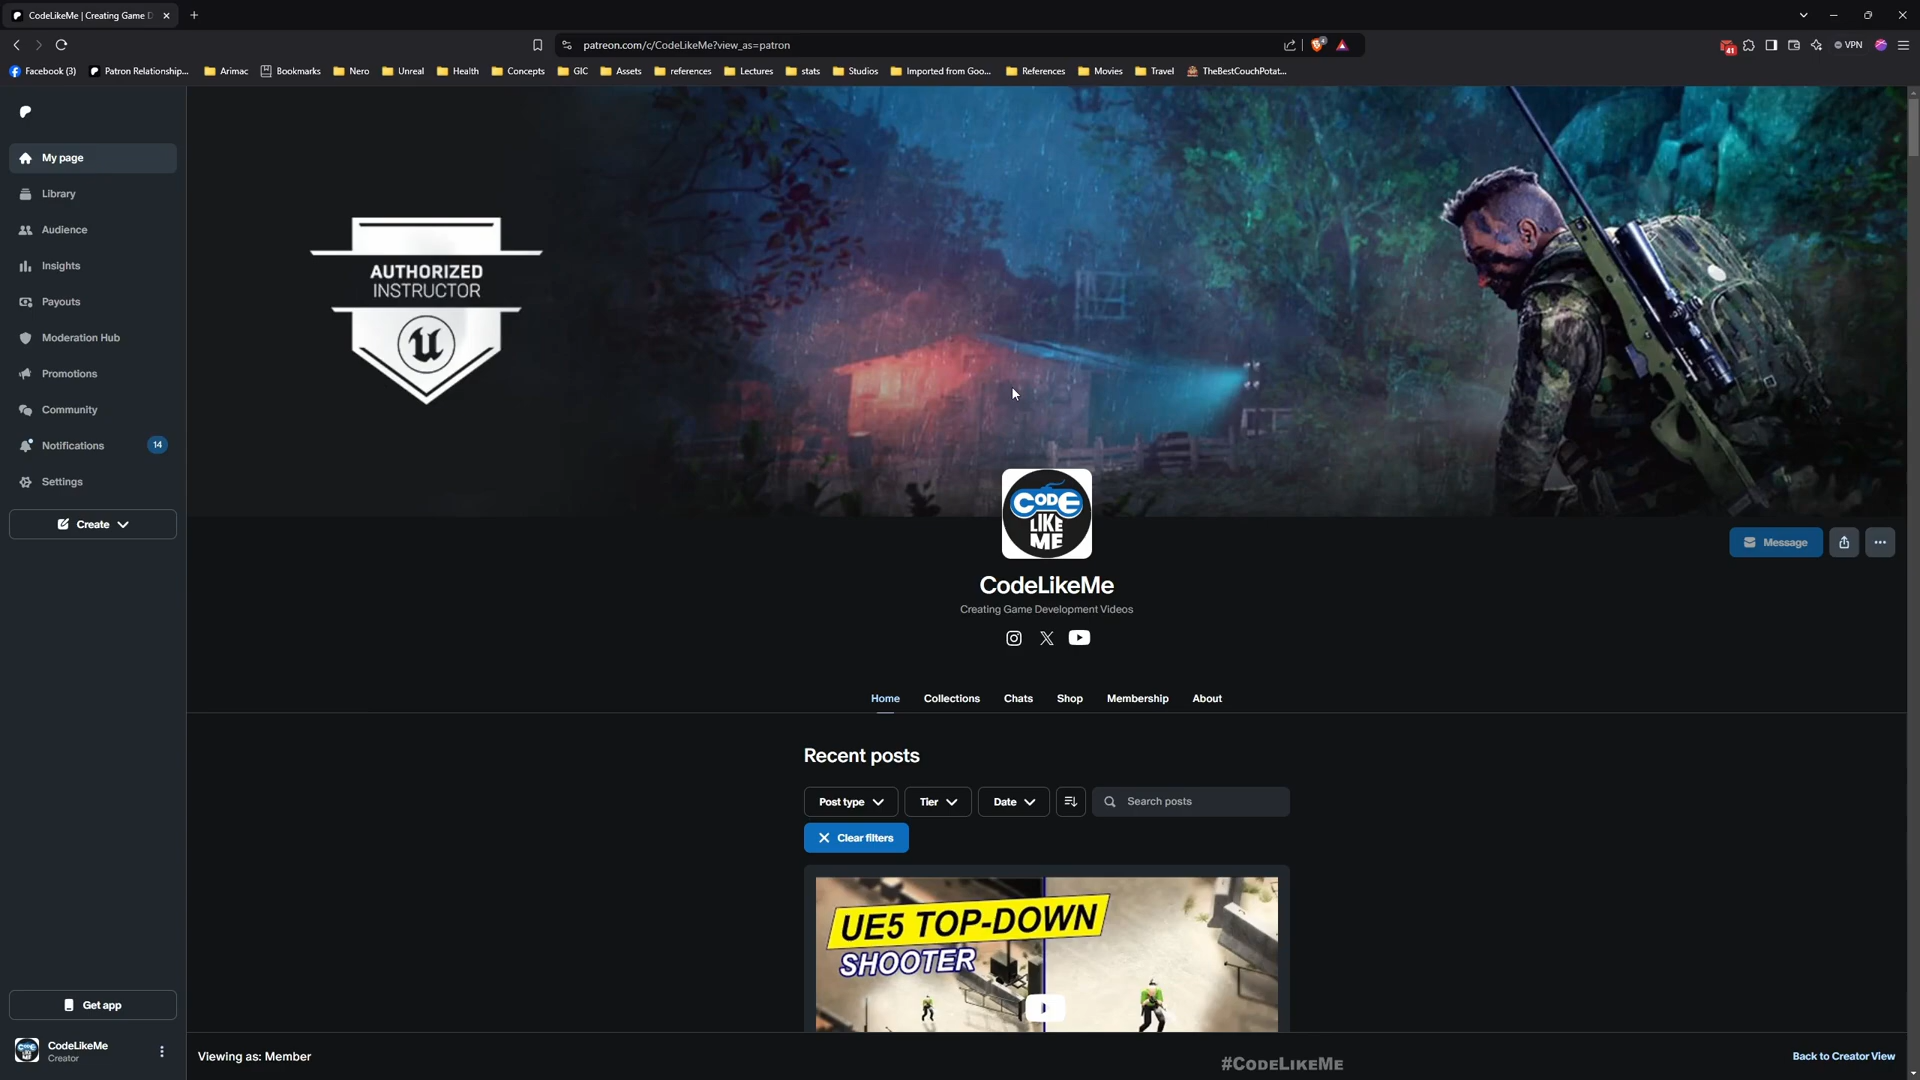 CodeLikeMe | Creating Game D
patreon.com/c/CodeLikeMe?view_as=patron
41
VPN
Facebook (3)
Patron Relationship...
Arimac
Bookmarks
Nero
Unreal
Health
Concepts
GIC
Assets
references
Lectures
stats
Studios
Imported from Goo...
References
Movies
Travel
TheBestCouchPotat...
My page
Library
Audience
Insights
Payouts
Moderation Hub
Promotions
Community
Notifications
14
Settings
Create
AUTHORIZED
INSTRUCTOR
CODE
LIKE
ME
Message
CodeLikeMe
Creating Game Development Videos
Home
Collections
Chats
Shop
Membership
About
Recent posts
Post type
Tier
Date
Search posts
Clear filters
UE5 TOP-DOWN
SHOOTER
Get app
CodeLikeMe
Creator
Viewing as: Member
#CODELIKEME
Back to Creator View